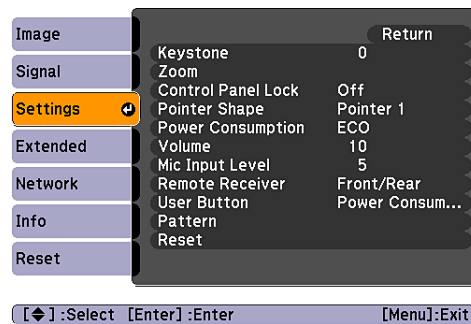 Image
Signal
Settings
Extended
Network
Info
Reset
Return
Keystone 0
Zoom
Control Panel Lock Off
Pointer Shape Pointer 1
Power Consumption ECO
Volume 10
Mic Input Level 5
Remote Receiver Front/Rear
User Button Power Consum...
Pattern
Reset
[◆] :Select [Enter] :Enter [Menu]:Exit